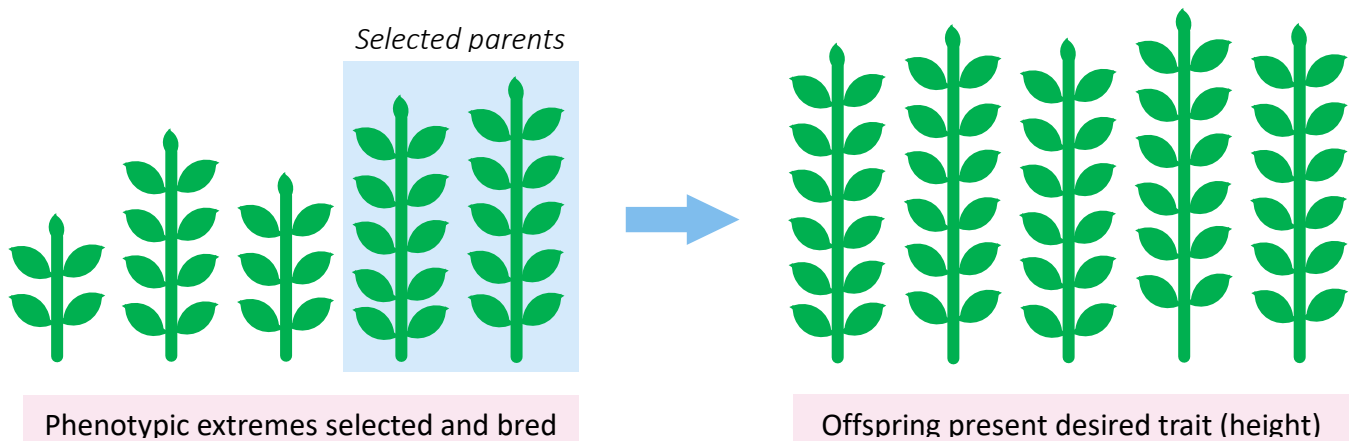 Selected parents
Phenotypic extremes selected and bred
Offspring present desired trait (height)